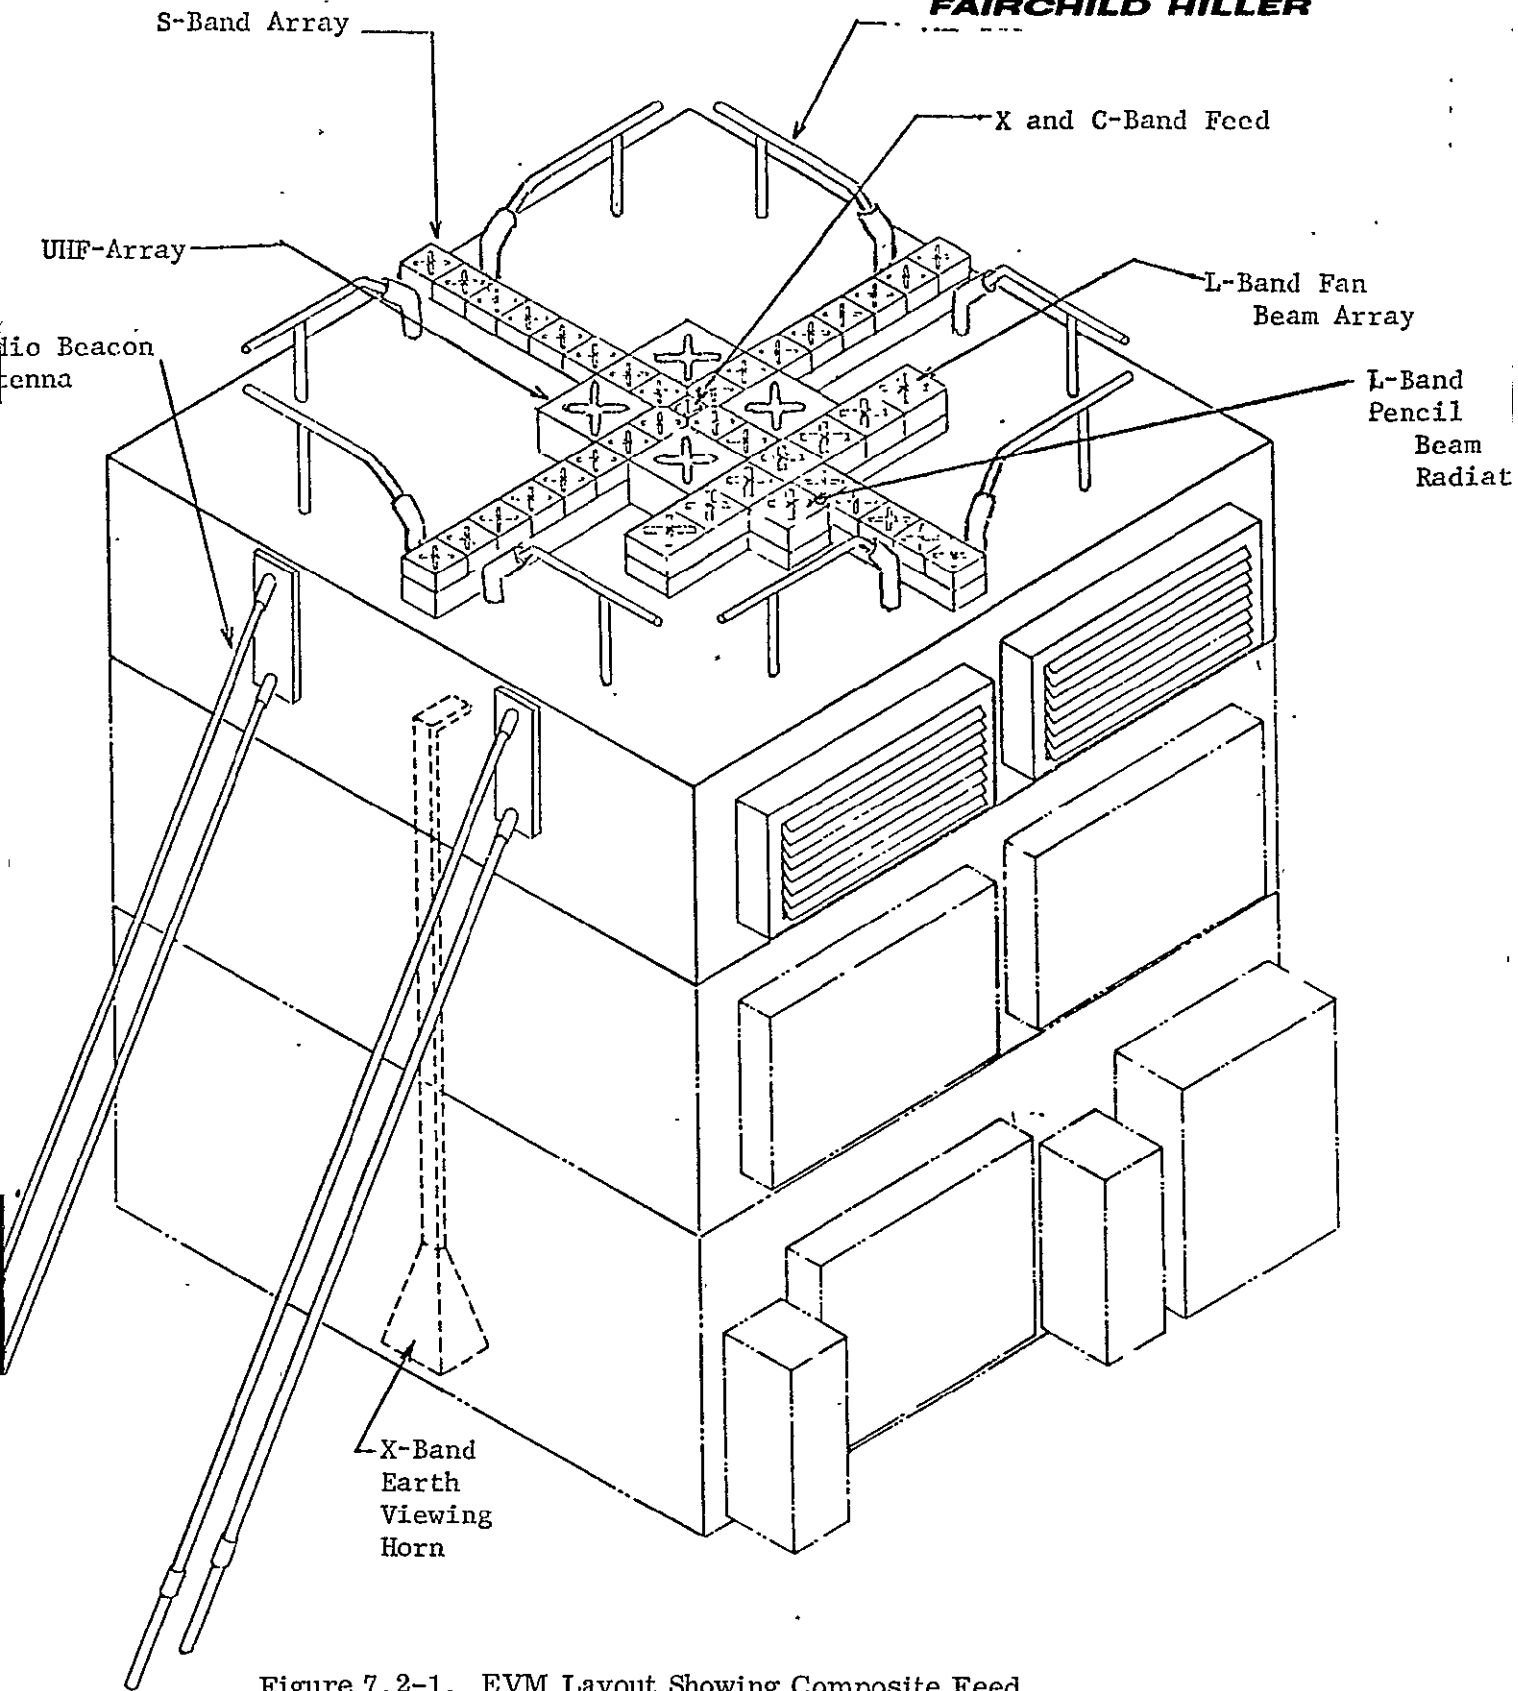 FAIRCHILD HILLER
S-Band Array
X and C-Band Feed
UHF-Array
L-Band Fan
Beam Array
dio Beacon
tenna
L-Band
Pencil
Beam
Radiat
X-Band
Earth
Viewing
Horn
Figure 7.2-1. EVM Layout Showing Composite Feed